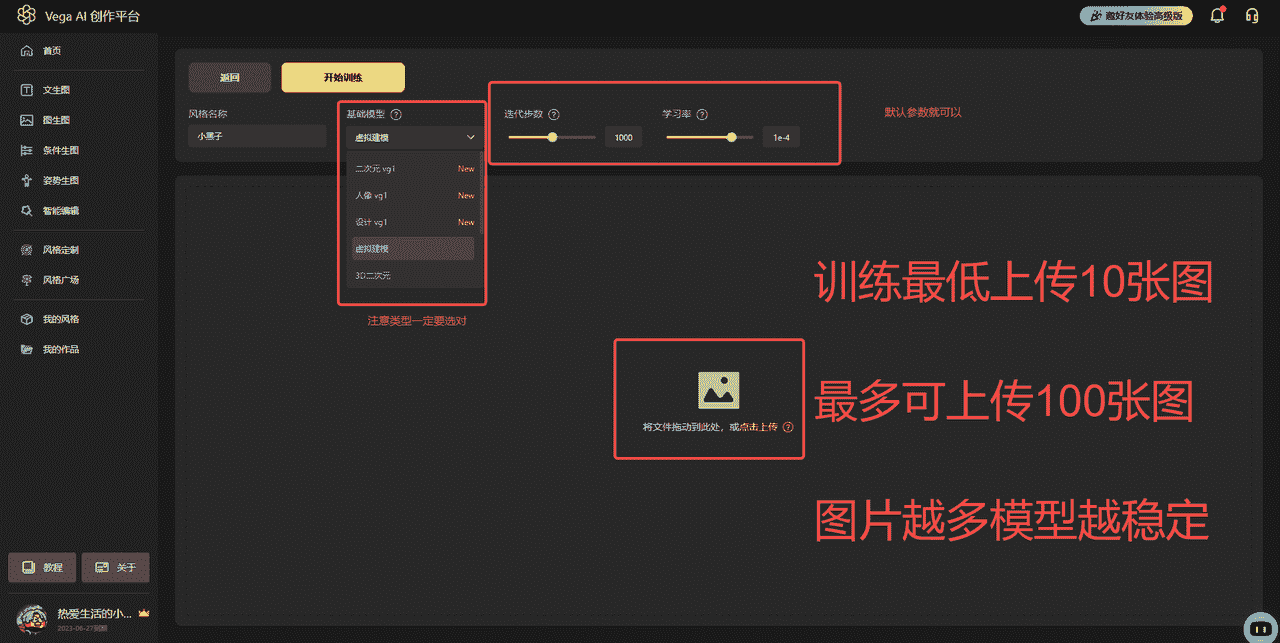 Vega AI 创作平台
邀好友体验高级版
首页
文生图
图生图
条件生图
姿势生图
智能编辑
风格定制
风格广场
我的风格
我的作品
教程
关于
热爱生活的小...
2023-06-27到期
返回
开始训练
风格名称
小黑子
基础模型
虚拟建模
二次元 vg1 New
人像 vg1 New
设计 vg1 New
虚拟建模
3D二次元
注意类型一定要选对
迭代步数
1000
学习率
1e-4
默认参数就可以
将文件拖动到此处，或点击上传
训练最低上传10张图
最多可上传100张图
图片越多模型越稳定